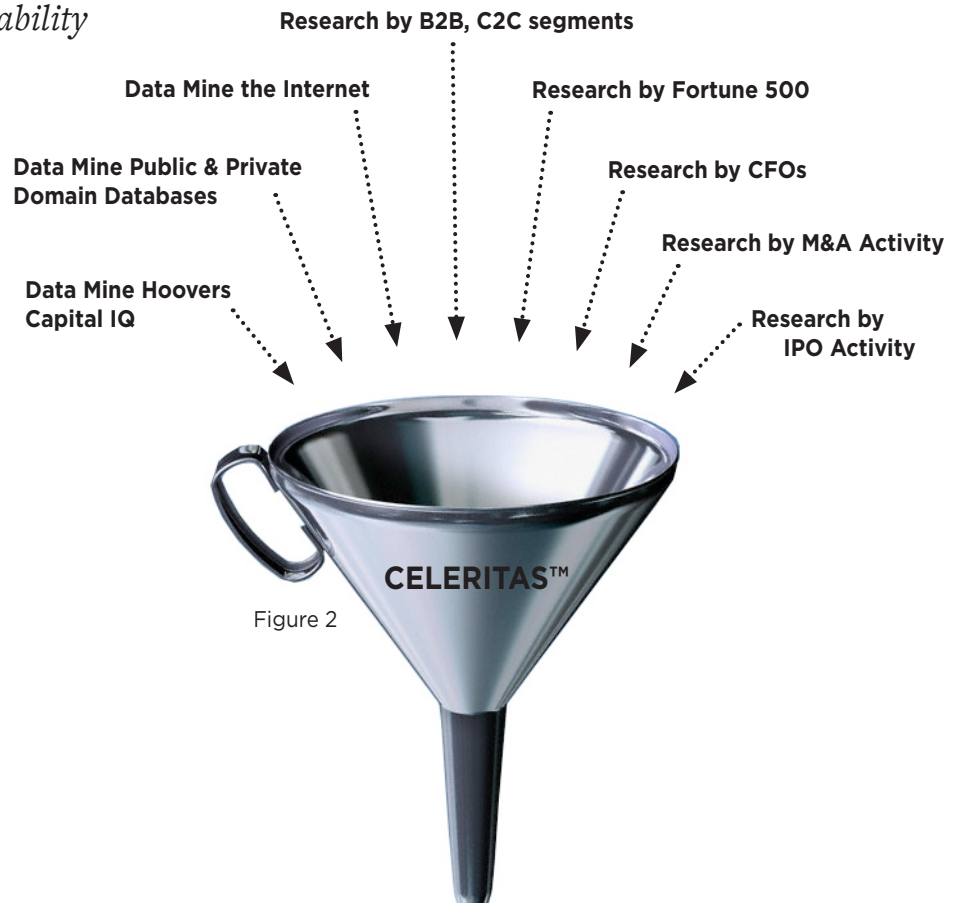 Research by B2B, C2C segments
Data Mine the Internet
Research by Fortune 500
Data Mine Public & Private
Domain Databases
Research by CFOs
Research by M&A Activity
Data Mine Hoovers
Capital IQ
Research by
IPO Activity
CELERITAS™
Figure 2